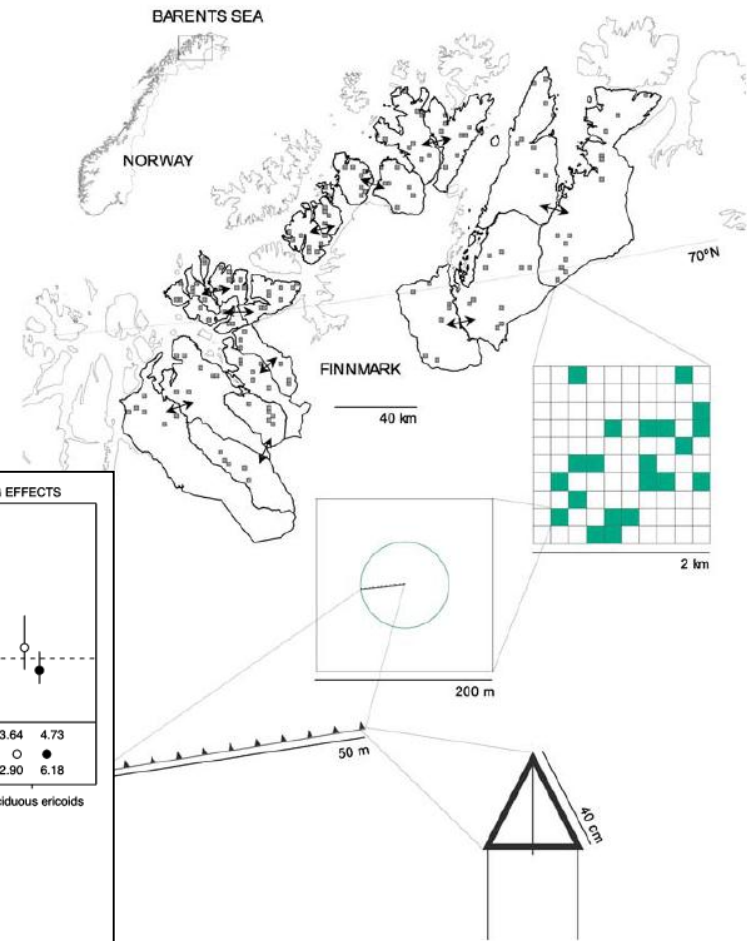 BARENTS SEA
NORWAY
70°N
FINNMARK
40 km
2 km
200 m
50 m
40 cm
EFFECTS
3.64 4.73
2.90 6.18
ciduous ericoids